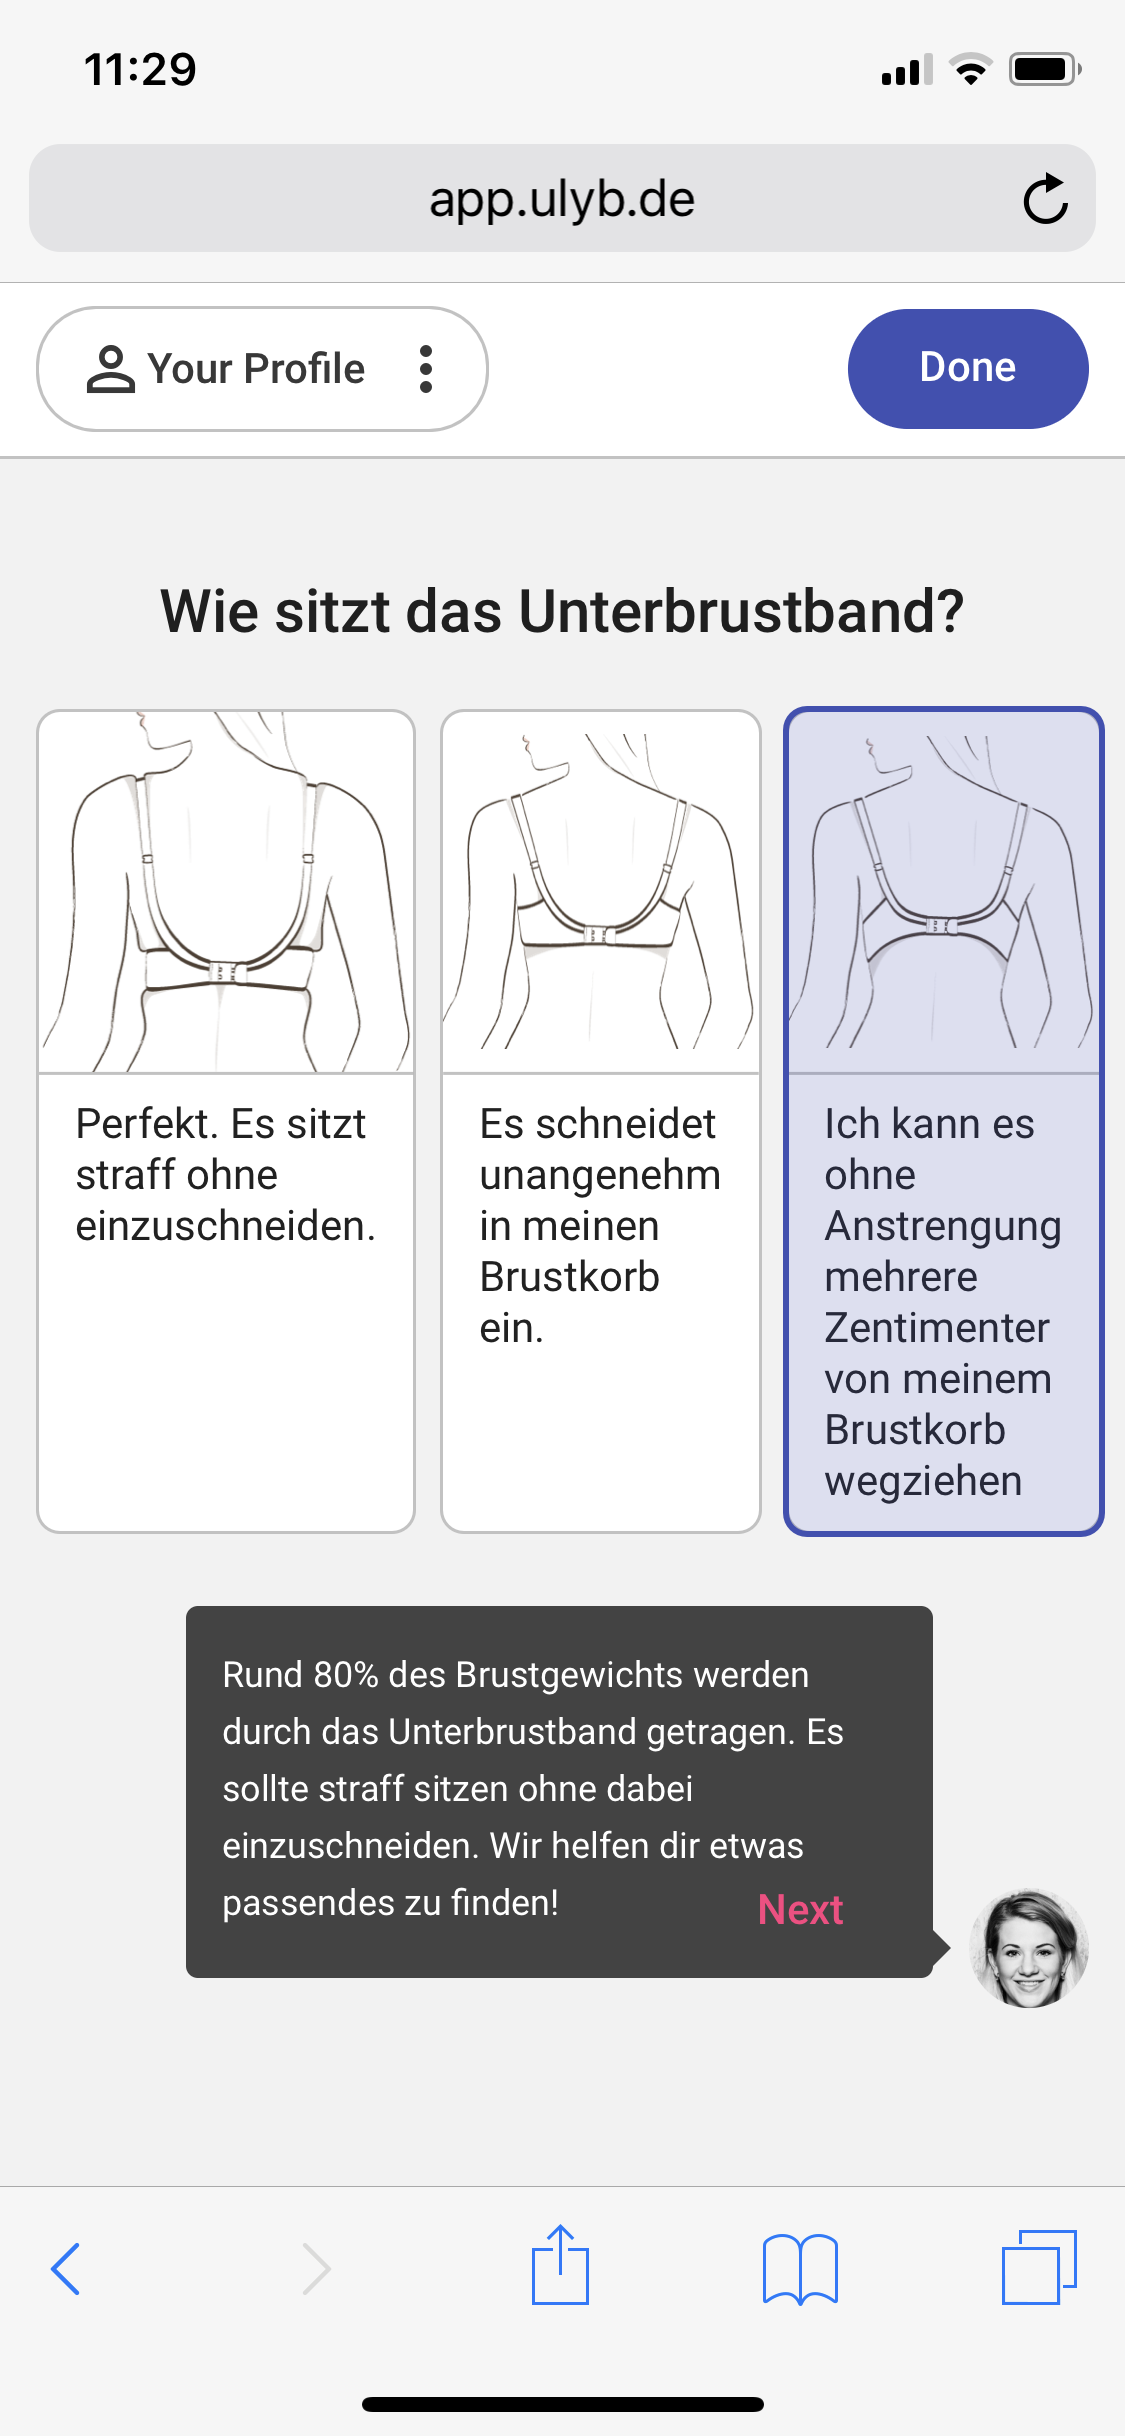 11:29
app.ulyb.de
Your Profile
Done
Wie sitzt das Unterbrustband?
Perfekt. Es sitzt
straff ohne
einzuschneiden.
Es schneidet
unangenehm
in meinen
Brustkorb
ein.
Ich kann es
ohne
Anstrengung
mehrere
Zentimenter
von meinem
Brustkorb
wegziehen
Rund 80% des Brustgewichts werden
durch das Unterbrustband getragen. Es
sollte straff sitzen ohne dabei
einzuschneiden. Wir helfen dir etwas
passendes zu finden!
Next